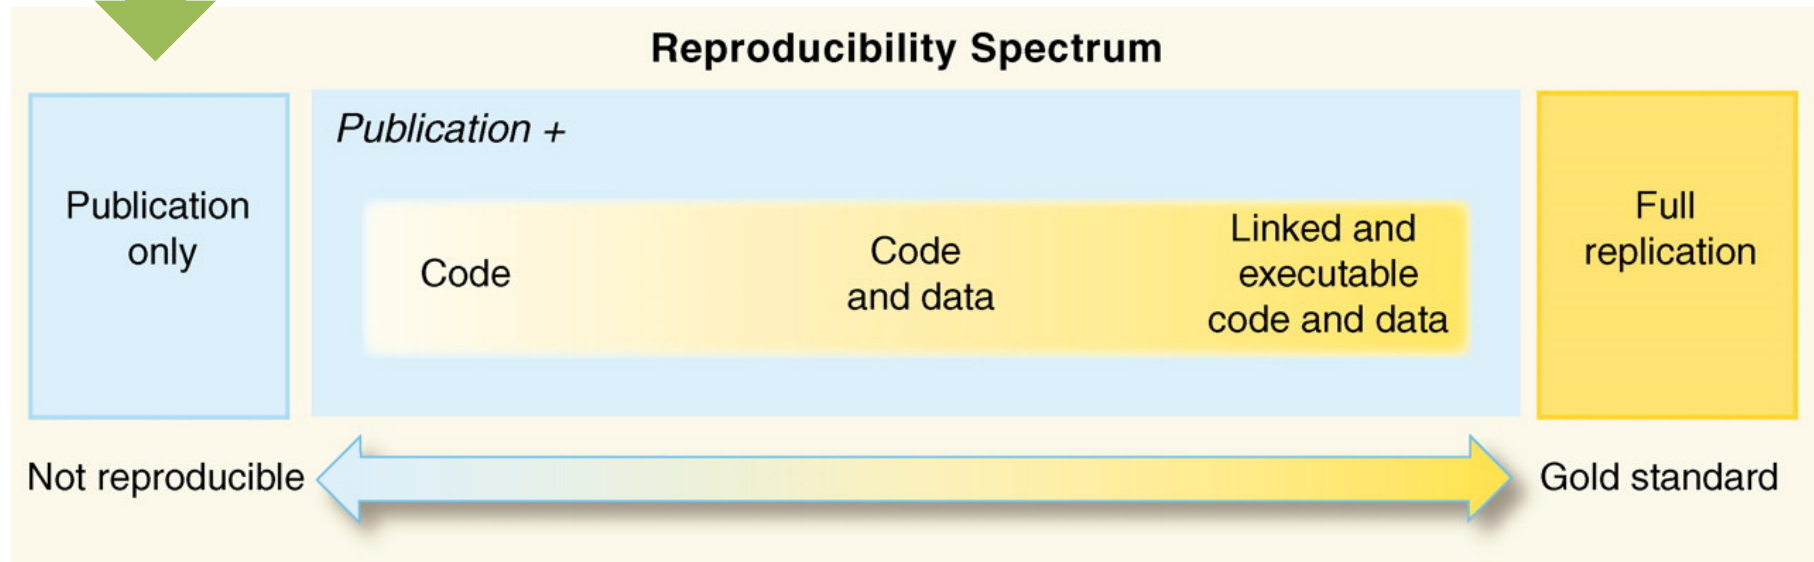 Reproducibility Spectrum
Publication
only
Publication +
Code
Code
and data
Linked and
executable
code and data
Full
replication
Not reproducible
Gold standard